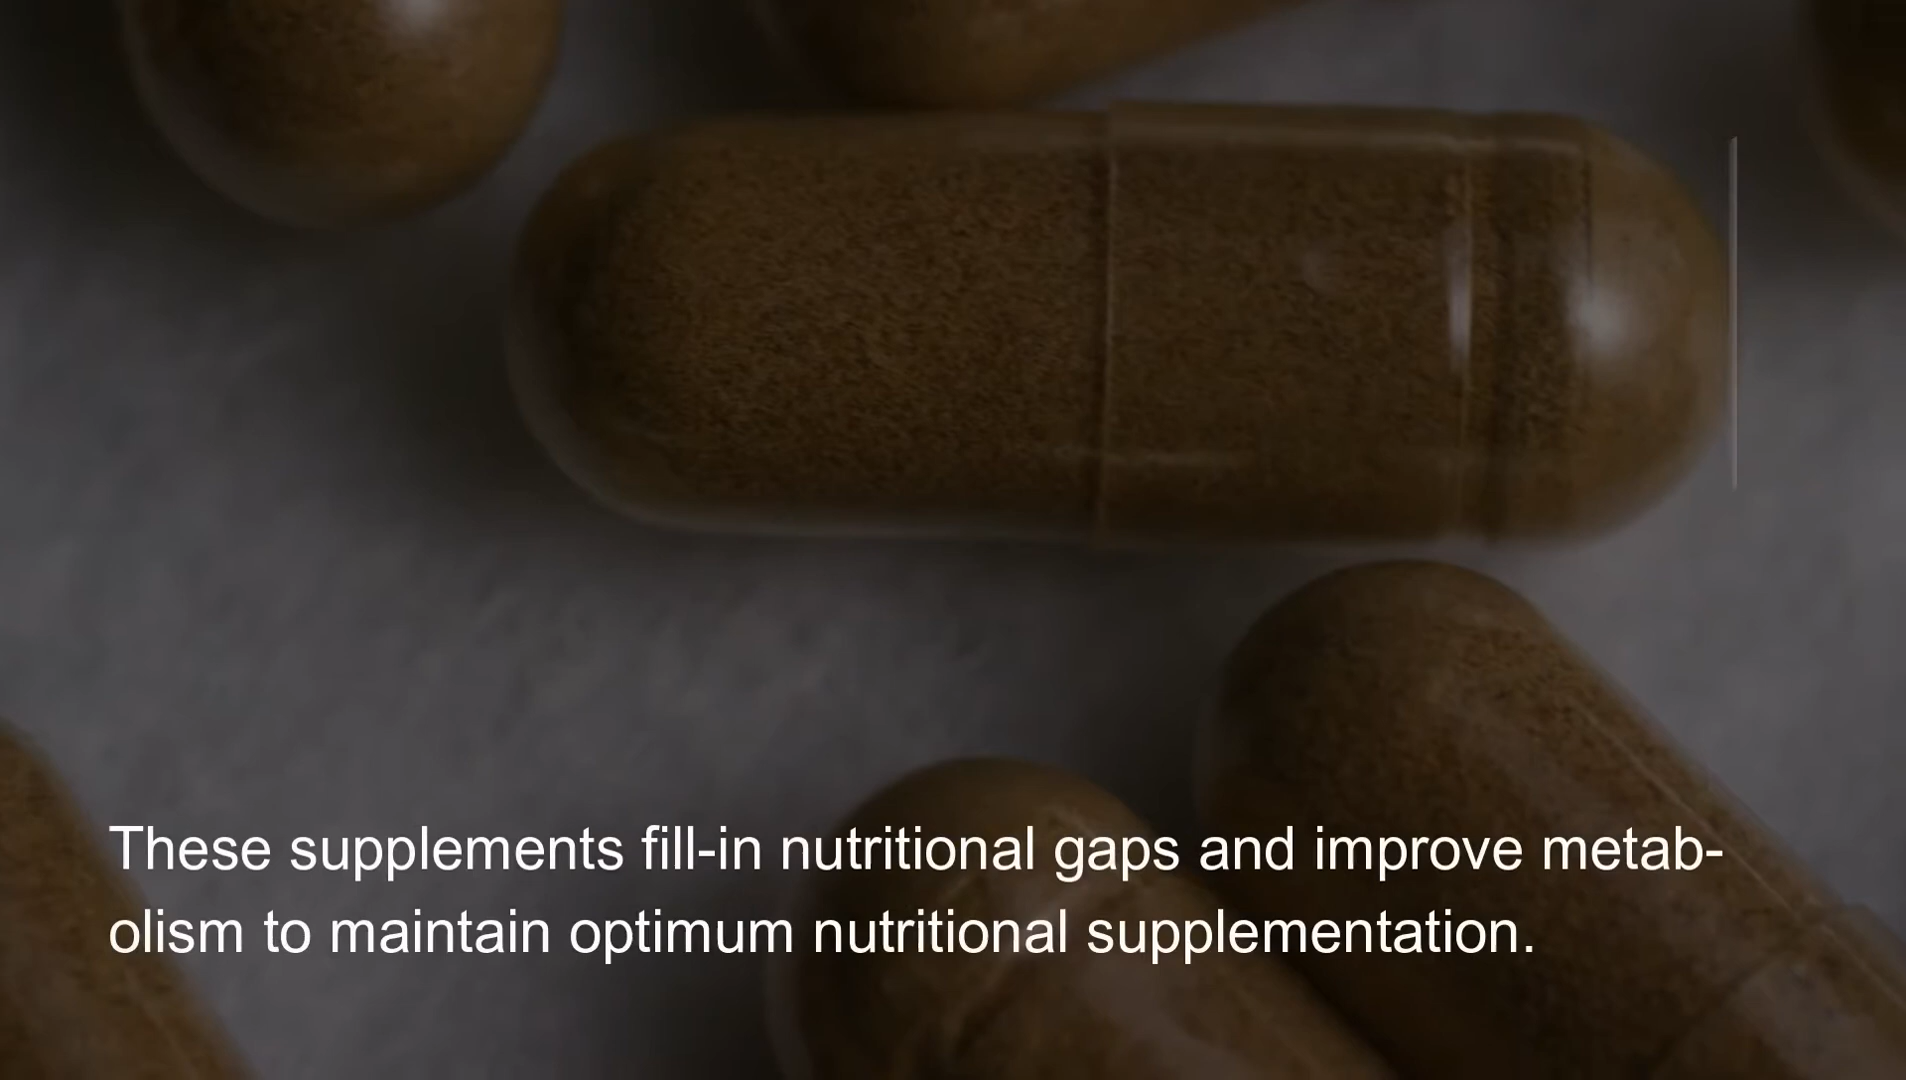 These supplements fill-in nutritional gaps and improve metab-
olism to maintain optimum nutritional supplementation.